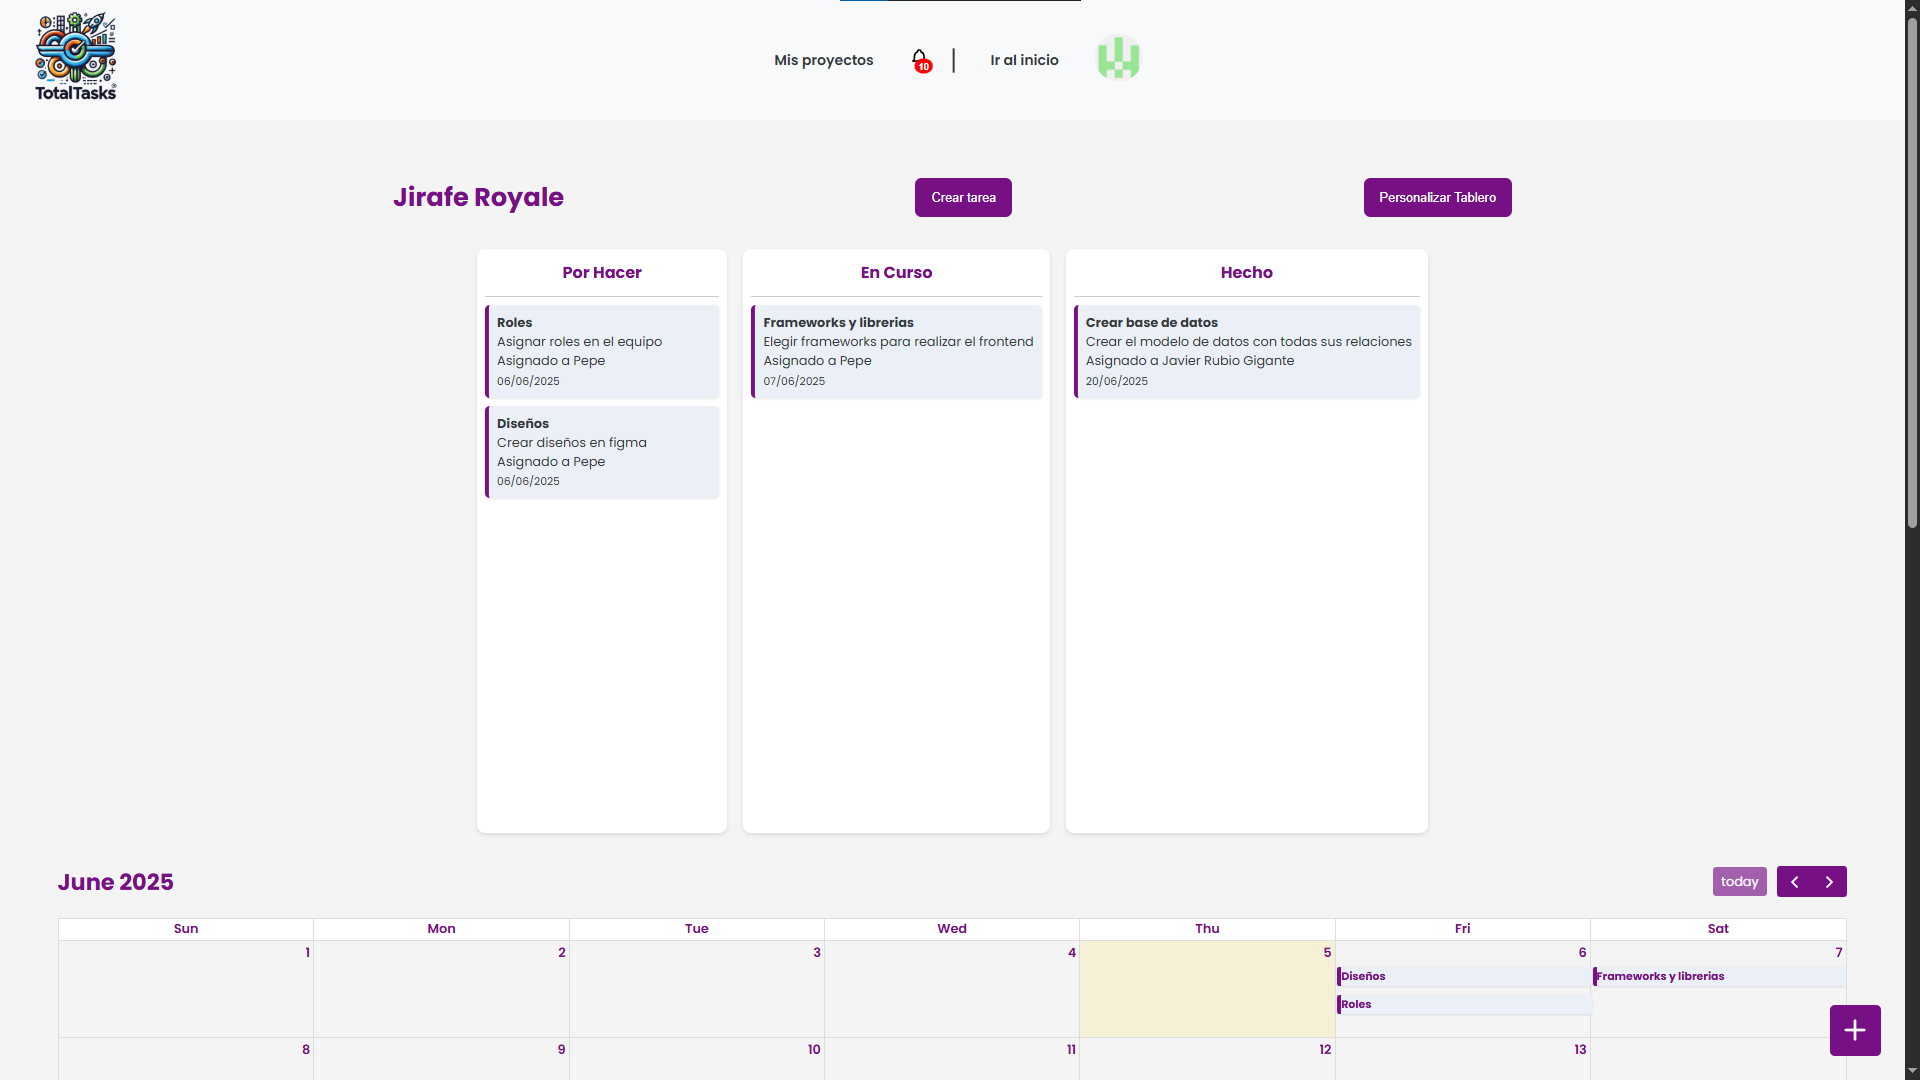 TotalTasks®
Mis proyectos
10
Ir al inicio
Jirafe Royale
Crear tarea
Personalizar Tablero
Por Hacer
Roles
Asignar roles en el equipo
Asignado a Pepe
06/06/2025
Diseños
Crear diseños en figma
Asignado a Pepe
06/06/2025
En Curso
Frameworks y librerias
Elegir frameworks para realizar el frontend
Asignado a Pepe
07/06/2025
Hecho
Crear base de datos
Crear el modelo de datos con todas sus relaciones
Asignado a Javier Rubio Gigante
20/06/2025
June 2025
today
Sun Mon Tue Wed Thu Fri Sat
1 2 3 4 5 6 7
Diseños Frameworks y librerias
Roles
8 9 10 11 12 13